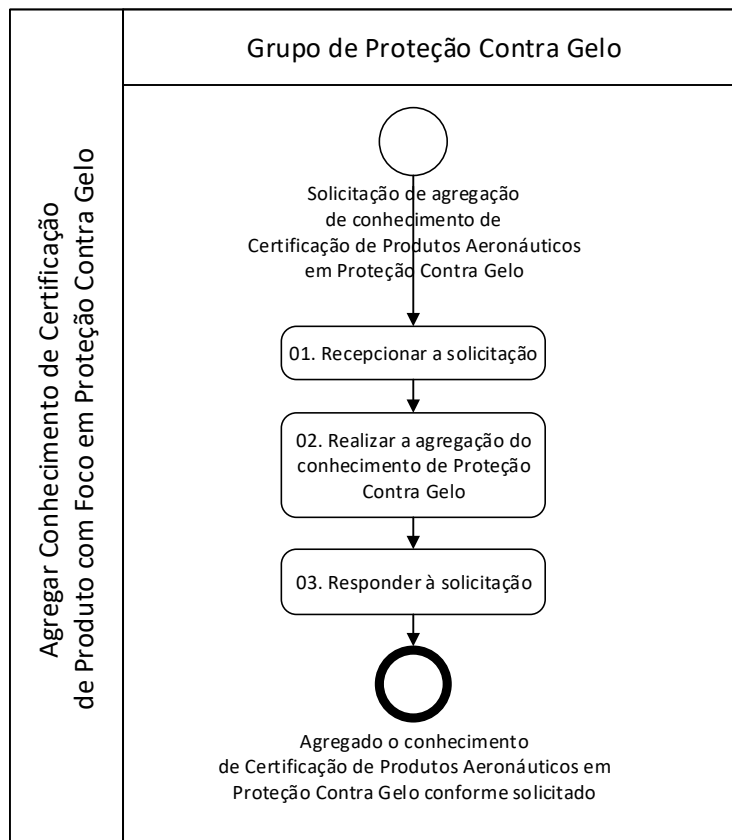 Agregar Conhecimento de Certificação
de Produto com Foco em Proteção Contra Gelo
Grupo de Proteção Contra Gelo
Solicitação de agregação
de conhecimento de
Certificação de Produtos Aeronáuticos
em Proteção Contra Gelo
01. Recepcionar a solicitação
02. Realizar a agregação do
conhecimento de Proteção
Contra Gelo
03. Responder à solicitação
Agregado o conhecimento
de Certificação de Produtos Aeronáuticos em
Proteção Contra Gelo conforme solicitado